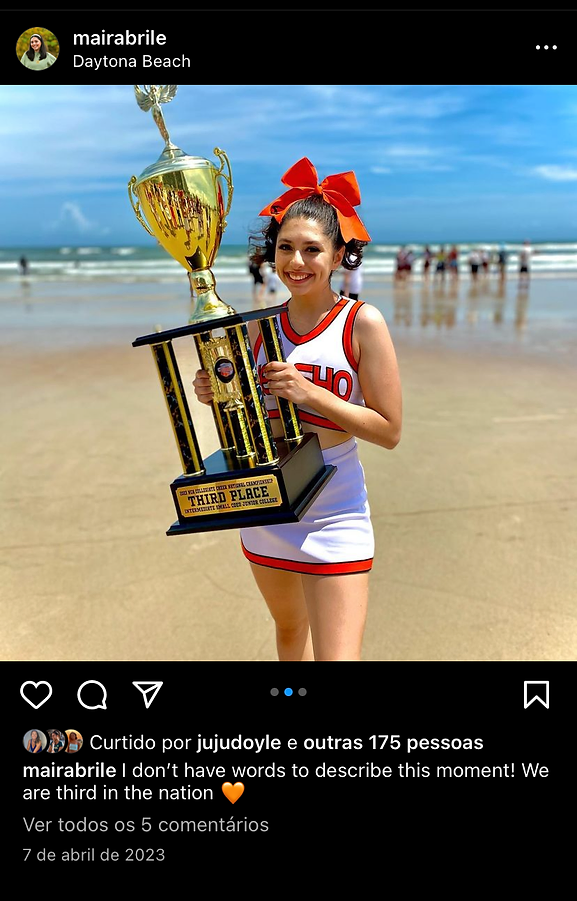 mairabrile
Daytona Beach
THIRD PLACE
INTERMEDIATE SMALL COED JUNIOR COLLEGE
Curtido por jujudoyle e outras 175 pessoas
mairabrile I don’t have words to describe this moment! We
are third in the nation 🧡
Ver todos os 5 comentários
7 de abril de 2023